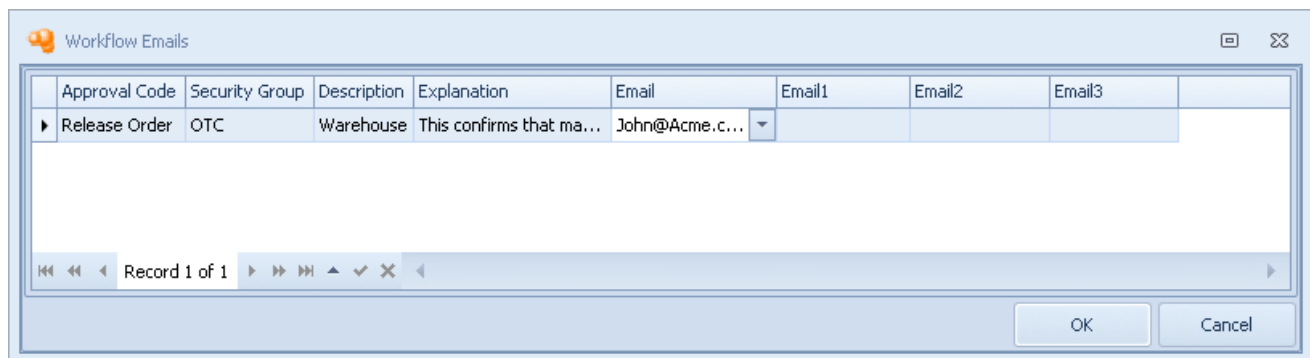 Workflow Emails
Approval Code Security Group Description Explanation Email Email1 Email2 Email3
Release Order OTC Warehouse This confirms that ma... John@Acme.c...
Record 1 of 1
OK Cancel